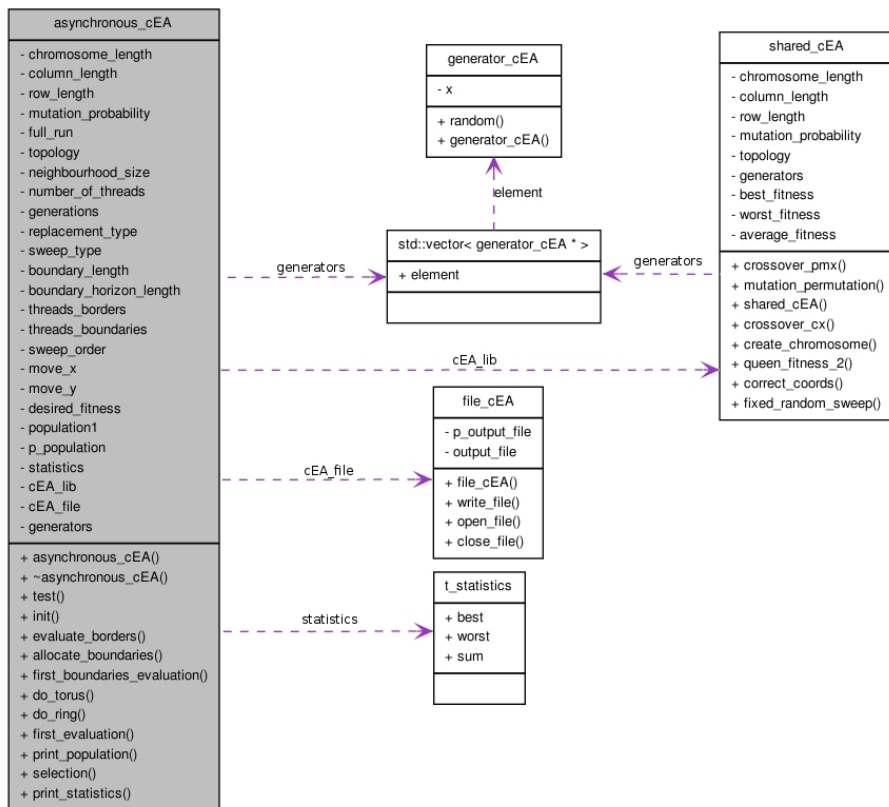 asynchronous_cEA
- chromosome_length
- column_length
- row_length
- mutation_probability
- full_run
- topology
- neighbourhood_size
- number_of_threads
- generations
- replacement_type
- sweep_type
- boundary_length
- boundary_horizon_length
- threads_borders
- threads_boundaries
- sweep_order
- move_x
- move_y
- desired_fitness
- population1
- p_population
- statistics
- cEA_lib
- cEA_file
- generators
+ asynchronous_cEA()
+ ~asynchronous_cEA()
+ test()
+ init()
+ evaluate_borders()
+ allocate_boundaries()
+ first_boundaries_evaluation()
+ do_torus()
+ do_ring()
+ first_evaluation()
+ print_population()
+ selection()
+ print_statistics()
generator_cEA
- x
+ random()
+ generator_cEA()
element
std::vector< generator_cEA * >
+ element
generators
generators
cEA_lib
shared_cEA
- chromosome_length
- column_length
- row_length
- mutation_probability
- topology
- generators
- best_fitness
- worst_fitness
- average_fitness
+ crossover_pmx()
+ mutation_permutation()
+ shared_cEA()
+ crossover_cx()
+ create_chromosome()
+ queen_fitness_2()
+ correct_coords()
+ fixed_random_sweep()
cEA_file
file_cEA
- p_output_file
- output_file
+ file_cEA()
+ write_file()
+ open_file()
+ close_file()
statistics
t_statistics
+ best
+ worst
+ sum